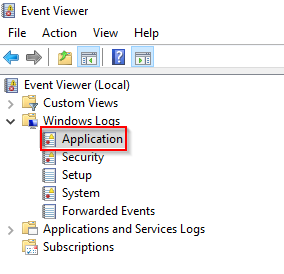 Event Viewer
File Action View Help
Event Viewer (Local)
Custom Views
Windows Logs
Application
Security
Setup
System
Forwarded Events
Applications and Services Logs
Subscriptions